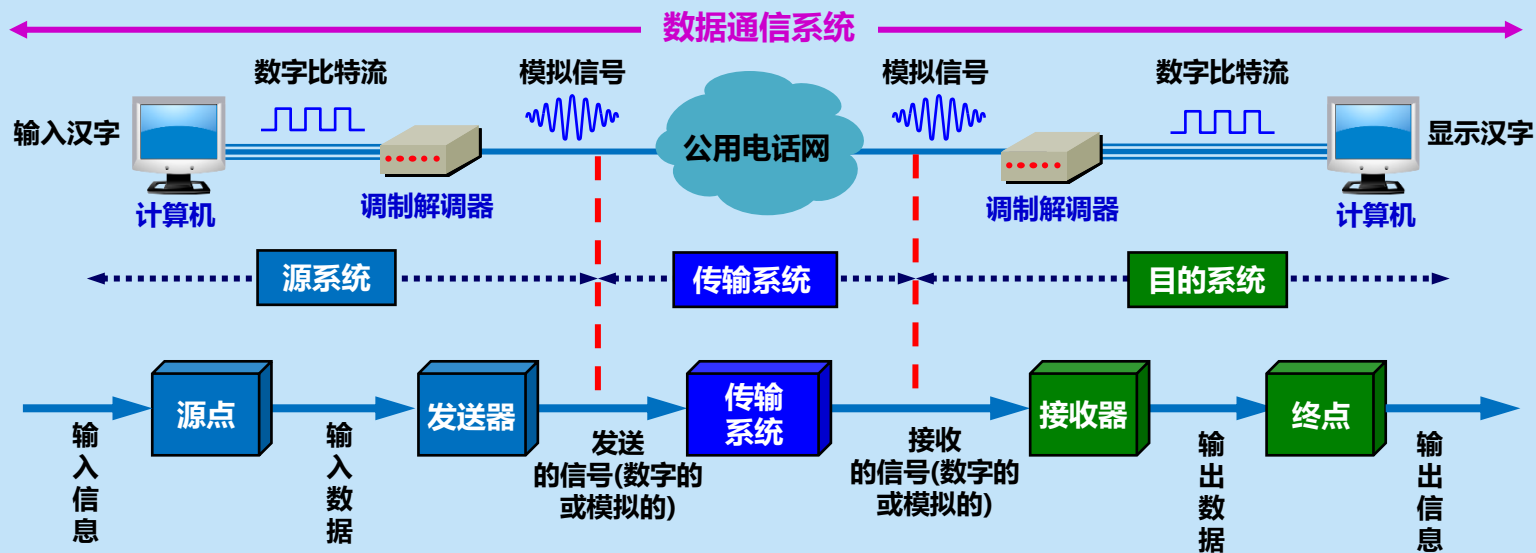 数据通信系统
数字比特流
模拟信号
模拟信号
数字比特流
输入汉字
公用电话网
显示汉字
计算机
调制解调器
调制解调器
计算机
源系统
传输系统
目的系统
源点
发送器
传输
系统
接收器
终点
输入信息
输入数据
发送
的信号(数字的
或模拟的)
接收
的信号(数字的
或模拟的)
输出数据
输出信息